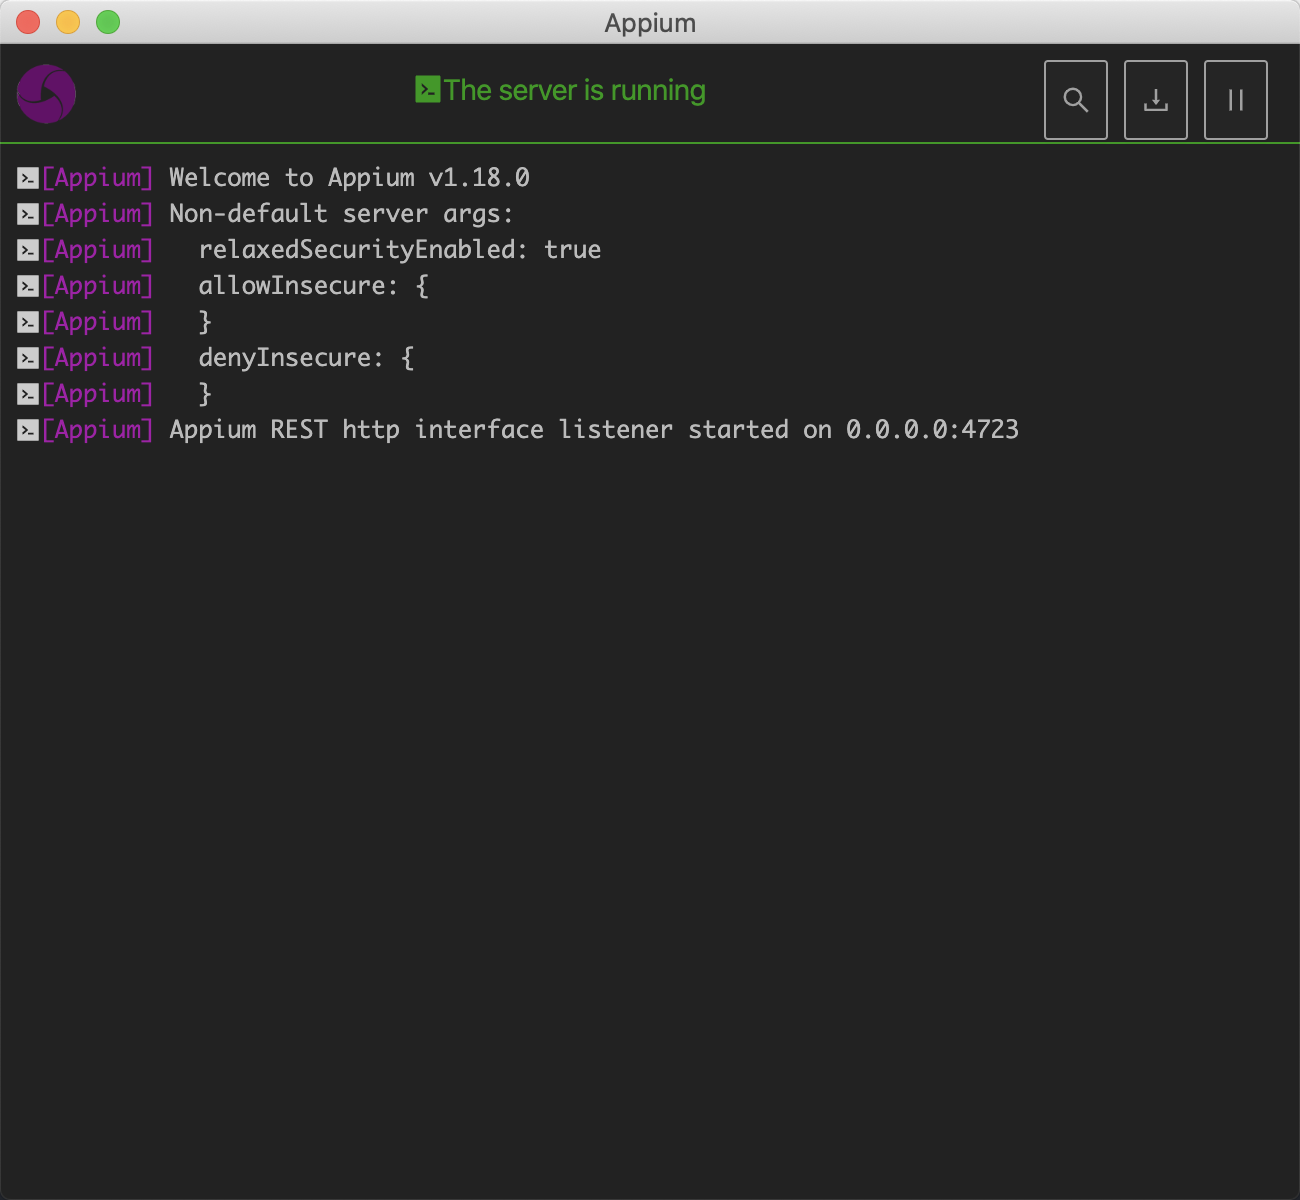 Appium
The server is running
[Appium] Welcome to Appium v1.18.0
[Appium] Non-default server args:
[Appium]   relaxedSecurityEnabled: true
[Appium]   allowInsecure: {
[Appium]   }
[Appium]   denyInsecure: {
[Appium]   }
[Appium] Appium REST http interface listener started on 0.0.0.0:4723